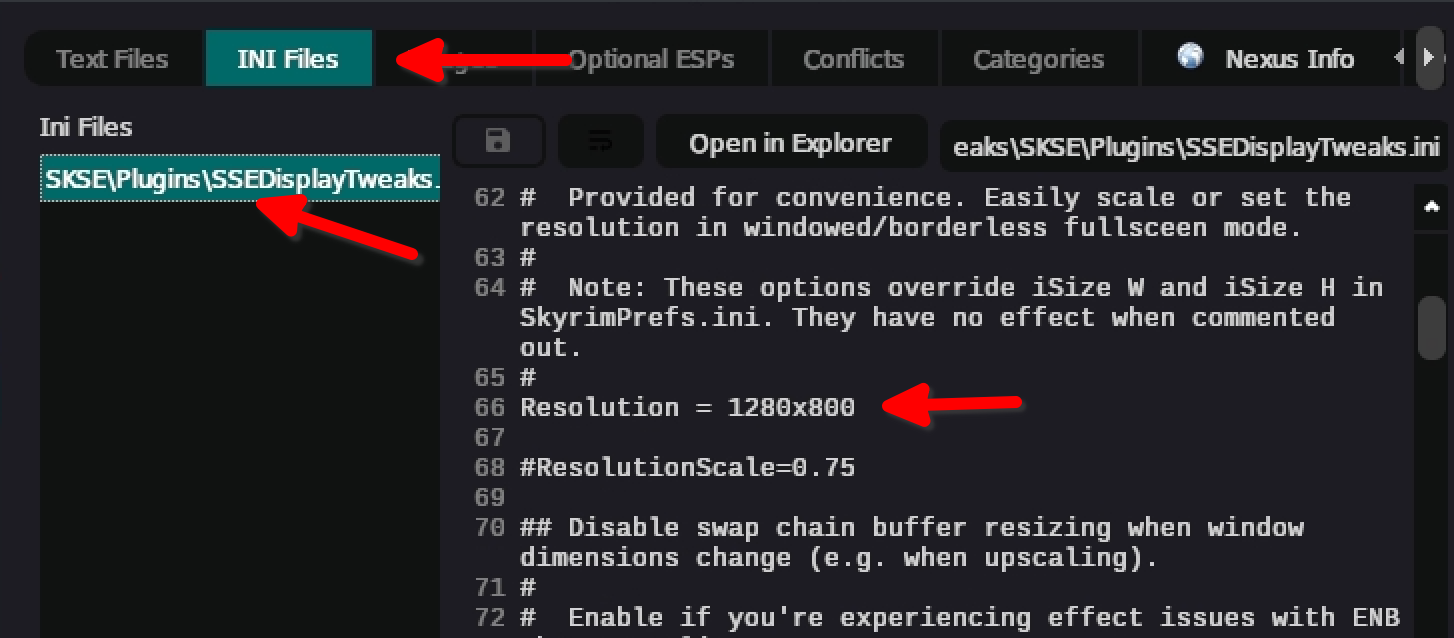 Text Files
INI Files
Optional ESPs
Conflicts
Categories
Nexus Info
Ini Files
Open in Explorer
eaks\SKSE\Plugins\SSEDisplayTweaks.ini
SKSE\Plugins\SSEDisplayTweaks.
62 #  Provided for convenience. Easily scale or set the
resolution in windowed/borderless fullsceen mode.
63 #
64 #  Note: These options override iSize W and iSize H in
SkyrimPrefs.ini. They have no effect when commented
out.
65 #
66 Resolution = 1280x800
67
68 #ResolutionScale=0.75
69
70 ## Disable swap chain buffer resizing when window
dimensions change (e.g. when upscaling).
71 #
72 #  Enable if you're experiencing effect issues with ENB